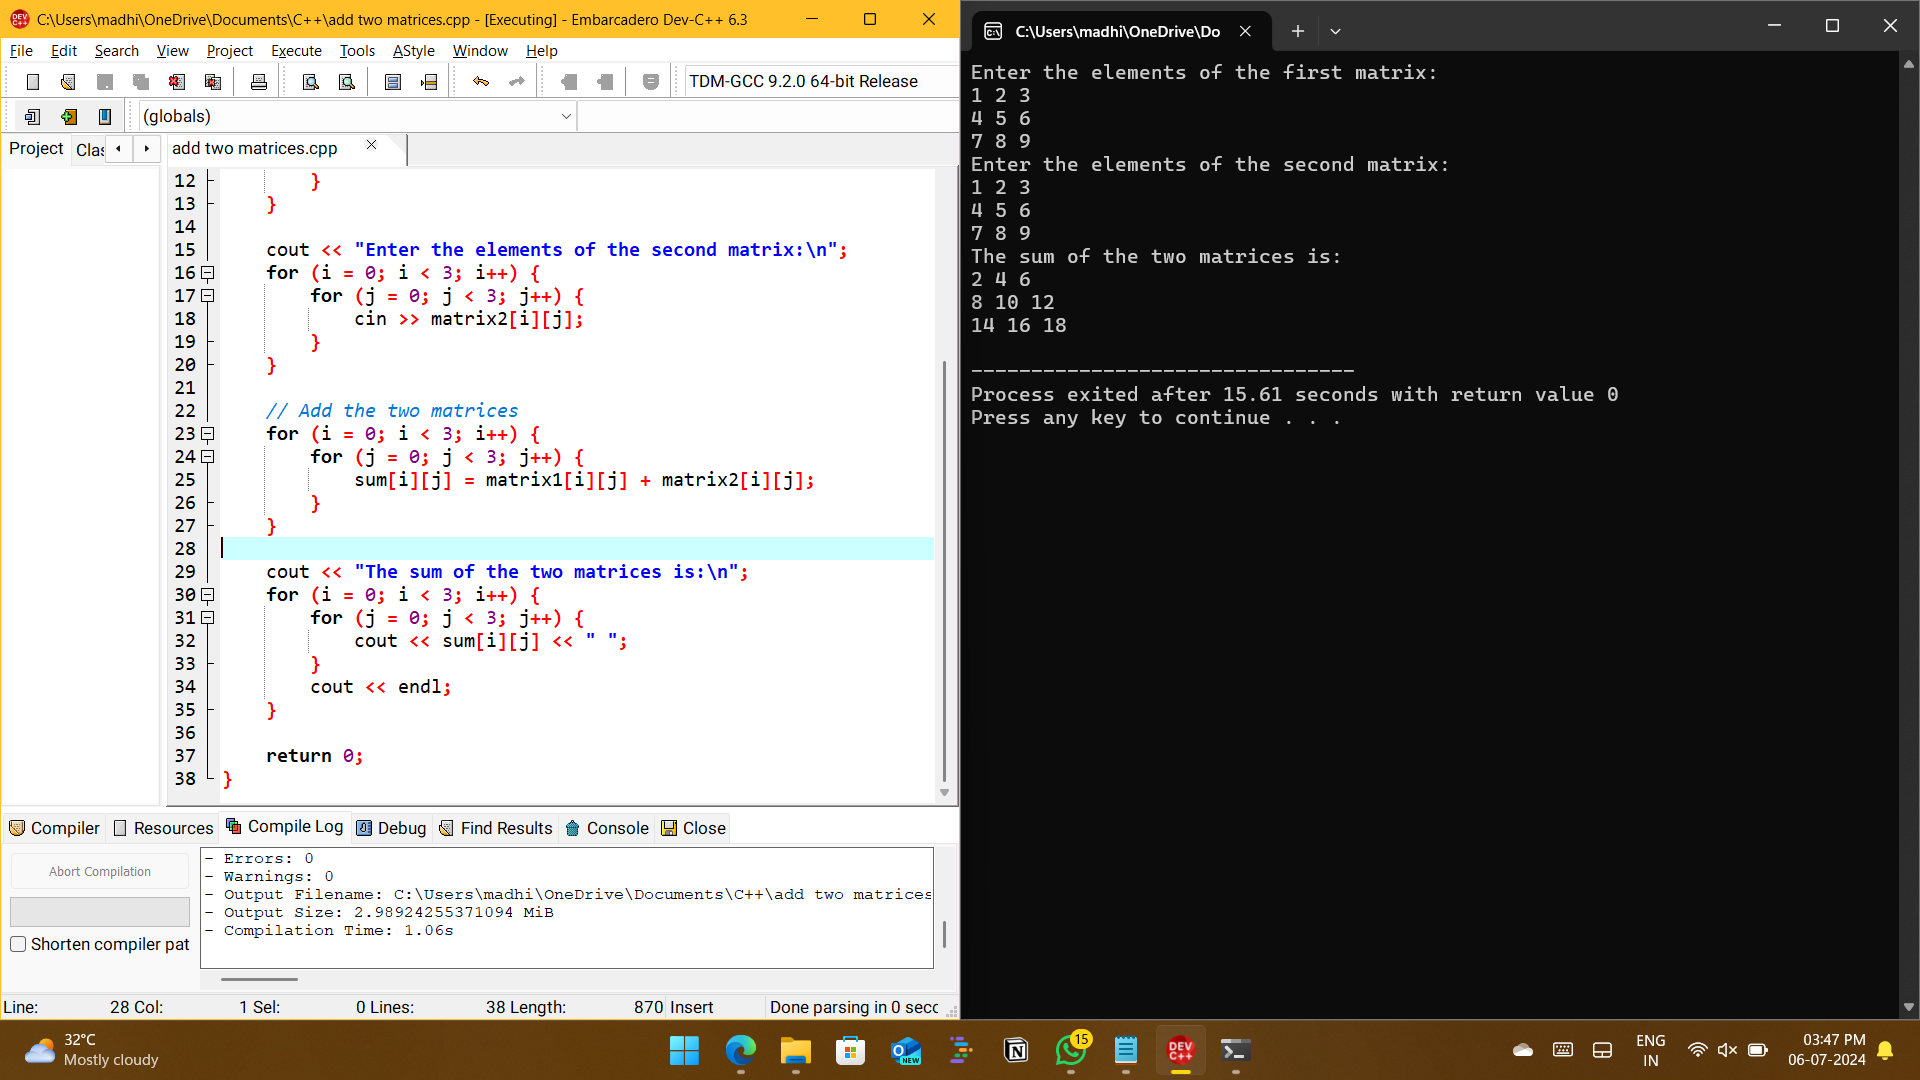 C:\Users\madhi\OneDrive\Documents\C++\add two matrices.cpp - [Executing] - Embarcadero Dev-C++ 6.3
File Edit Search View Project Execute Tools AStyle Window Help
TDM-GCC 9.2.0 64-bit Release
(globals)
Project Clas
add two matrices.cpp
12 }
13 }
14
15 cout << "Enter the elements of the second matrix:\n";
16 for (i = 0; i < 3; i++) {
17 for (j = 0; j < 3; j++) {
18 cin >> matrix2[i][j];
19 }
20 }
21
22 // Add the two matrices
23 for (i = 0; i < 3; i++) {
24 for (j = 0; j < 3; j++) {
25 sum[i][j] = matrix1[i][j] + matrix2[i][j];
26 }
27 }
28
29 cout << "The sum of the two matrices is:\n";
30 for (i = 0; i < 3; i++) {
31 for (j = 0; j < 3; j++) {
32 cout << sum[i][j] << " ";
33 }
34 cout << endl;
35 }
36
37 return 0;
38 }
Compiler Resources Compile Log Debug Find Results Console Close
Abort Compilation
Shorten compiler pat
- Errors: 0
- Warnings: 0
- Output Filename: C:\Users\madhi\OneDrive\Documents\C++\add two matrices
- Output Size: 2.98924255371094 MiB
- Compilation Time: 1.06s
Line: 28 Col: 1 Sel: 0 Lines: 38 Length: 870 Insert Done parsing in 0 sec
C:\Users\madhi\OneDrive\Do
Enter the elements of the first matrix:
1 2 3
4 5 6
7 8 9
Enter the elements of the second matrix:
1 2 3
4 5 6
7 8 9
The sum of the two matrices is:
2 4 6
8 10 12
14 16 18
--------------------------------
Process exited after 15.61 seconds with return value 0
Press any key to continue . . .
32°C
Mostly cloudy
NEW
15
DEV
C++
ENG
IN
03:47 PM
06-07-2024